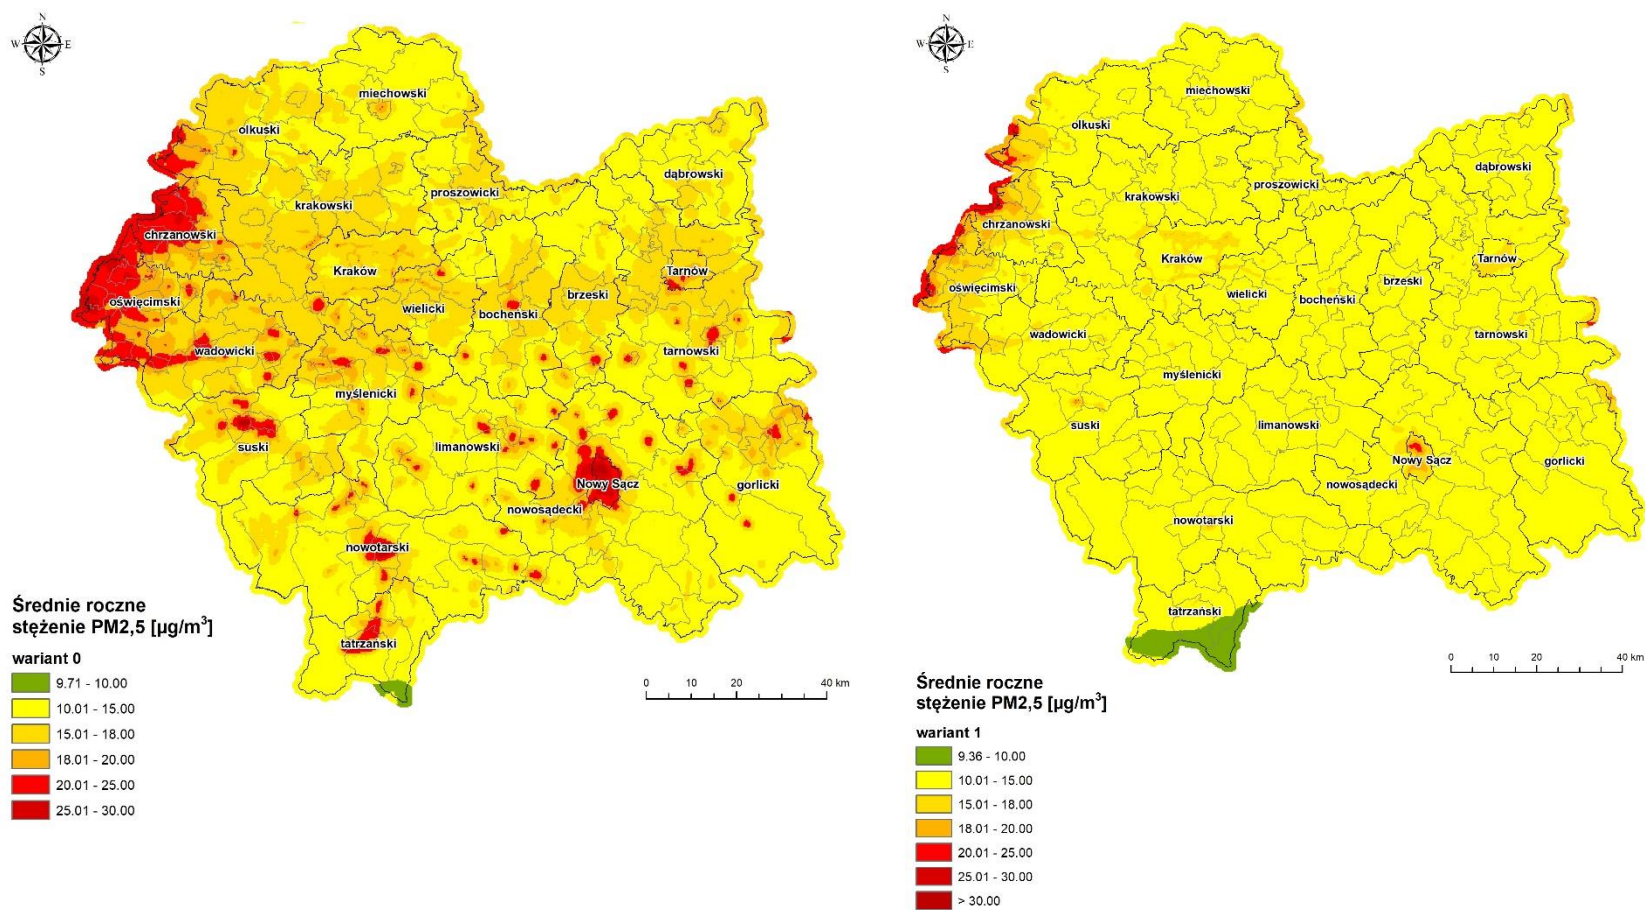 N
W E
S
miechowski
olkuski
dąbrowski
proszowicki
krakowski
chrzanowski
Kraków
Tarnów
oświęcimski
brzeski
wielicki
bocheński
wadowicki
tarnowski
myślenicki
suski
limanowski
Nowy Sącz
gorlicki
nowosądecki
nowotarski
tatrzański
Średnie roczne
stężenie PM2,5 [µg/m³]
wariant 0
9.71 - 10.00
10.01 - 15.00
15.01 - 18.00
18.01 - 20.00
20.01 - 25.00
25.01 - 30.00
0 10 20 40 km
N
W E
S
miechowski
olkuski
dąbrowski
proszowicki
krakowski
chrzanowski
Kraków
Tarnów
brzeski
oświęcimski
wielicki
bocheński
wadowicki
tarnowski
myślenicki
suski
limanowski
Nowy Sącz
gorlicki
nowosądecki
nowotarski
tatrzański
0 10 20 40 km
Średnie roczne
stężenie PM2,5 [µg/m³]
wariant 1
9.36 - 10.00
10.01 - 15.00
15.01 - 18.00
18.01 - 20.00
20.01 - 25.00
25.01 - 30.00
> 30.00